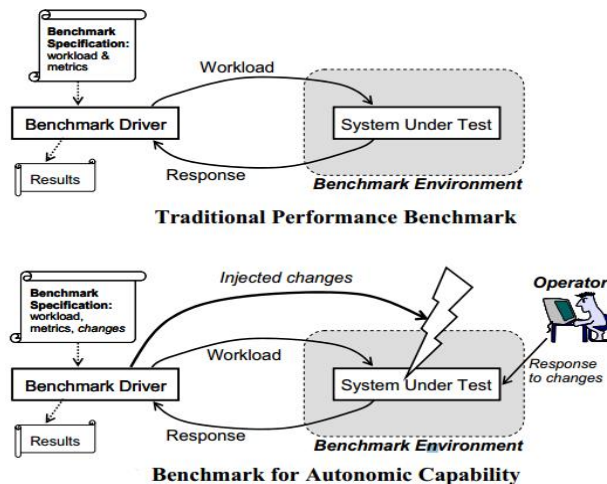 Benchmark
Specification:
workload &
metrics
Workload
Benchmark Driver
System Under Test
Results
Response
Benchmark Environment
Traditional Performance Benchmark
Injected changes
Operator
Benchmark
Specification:
workload,
metrics, changes
Workload
Benchmark Driver
System Under Test
Response
to changes
Results
Response
Benchmark Environment
Benchmark for Autonomic Capability